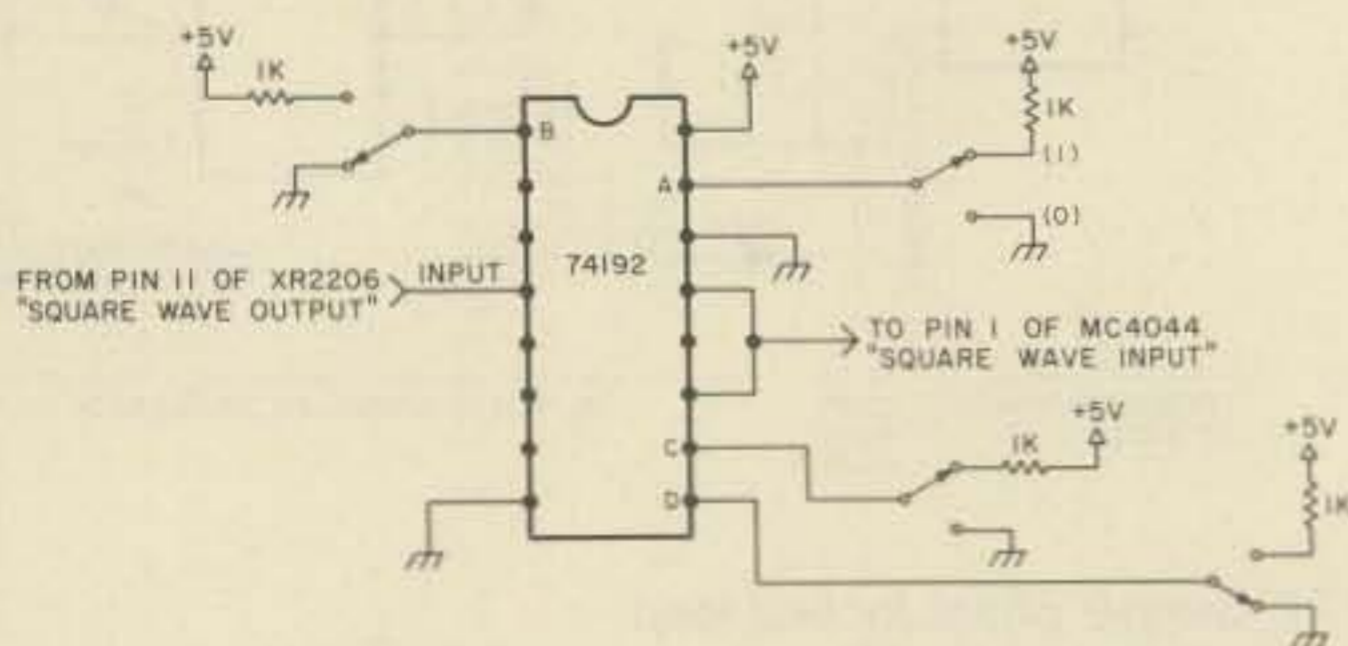 +5V
1K
+5V
+5V
1K
B
A
(1)
(0)
74192
FROM PIN 11 OF XR2206
"SQUARE WAVE OUTPUT"
INPUT
TO PIN 1 OF MC4044
"SQUARE WAVE INPUT"
+5V
1K
+5V
1K
C
D